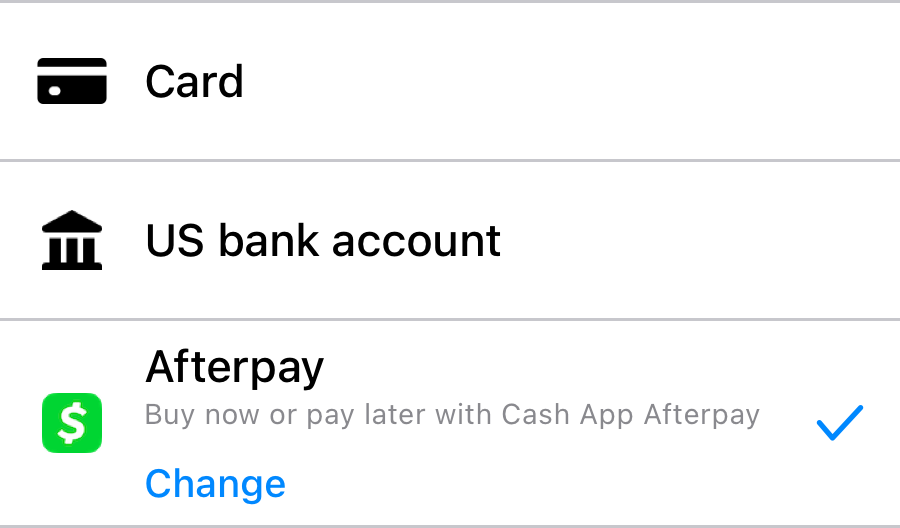 Card
US bank account
Afterpay
Buy now or pay later with Cash App Afterpay
Change